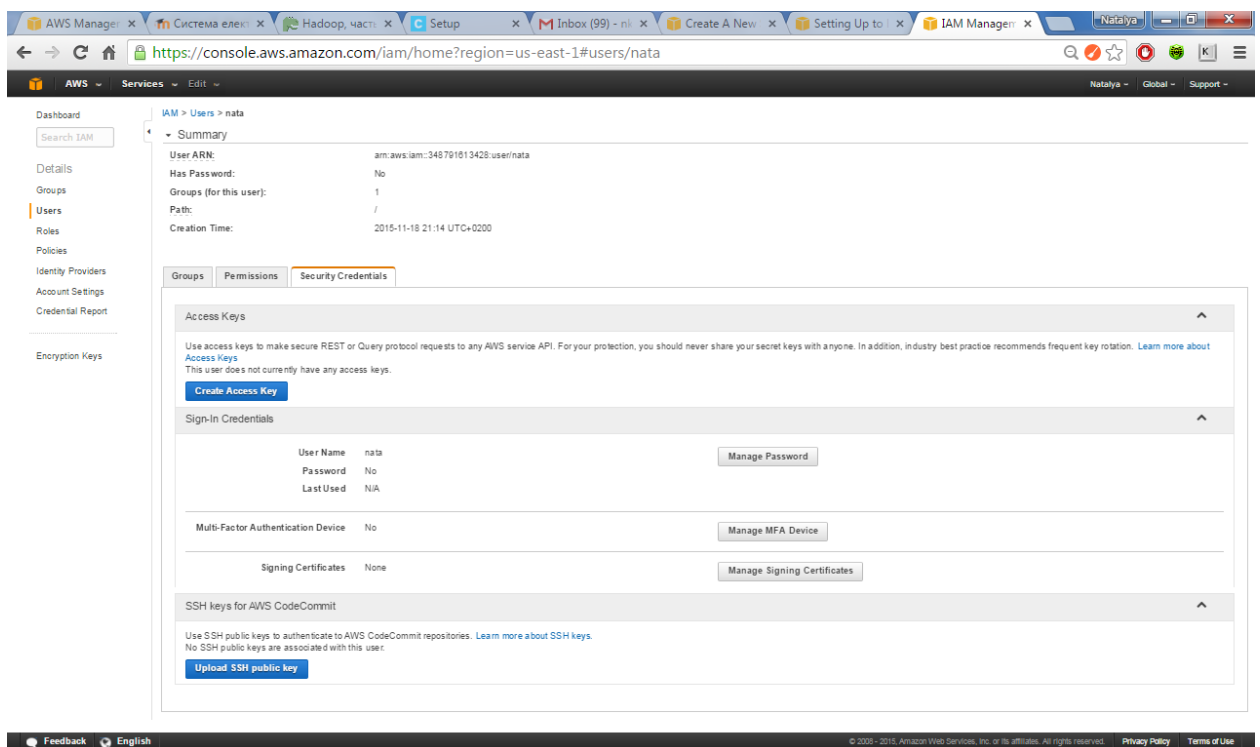 AWS Manager
Система елект
Hadoop, часть
Setup
Inbox (99) - nk
Create A New
Setting Up to
IAM Managem
Natalya
https://console.aws.amazon.com/iam/home?region=us-east-1#users/nata
AWS Services Edit Natalya Global Support
Dashboard
Search IAM
Details
Groups
Users
Roles
Policies
Identity Providers
Account Settings
Credential Report
Encryption Keys
IAM > Users > nata
Summary
User ARN: arn:aws:iam::348791613428:user/nata
Has Password: No
Groups (for this user): 1
Path: /
Creation Time: 2015-11-18 21:14 UTC+0200
Groups Permissions Security Credentials
Access Keys
Use access keys to make secure REST or Query protocol requests to any AWS service API. For your protection, you should never share your secret keys with anyone. In addition, industry best practice recommends frequent key rotation. Learn more about
Access Keys
This user does not currently have any access keys.
Create Access Key
Sign-In Credentials
User Name nata Manage Password
Password No
Last Used N/A
Multi-Factor Authentication Device No Manage MFA Device
Signing Certificates None Manage Signing Certificates
SSH keys for AWS CodeCommit
Use SSH public keys to authenticate to AWS CodeCommit repositories. Learn more about SSH keys.
No SSH public keys are associated with this user.
Upload SSH public key
Feedback English © 2008 - 2015, Amazon Web Services, Inc. or its affiliates. All rights reserved. Privacy Policy Terms of Use